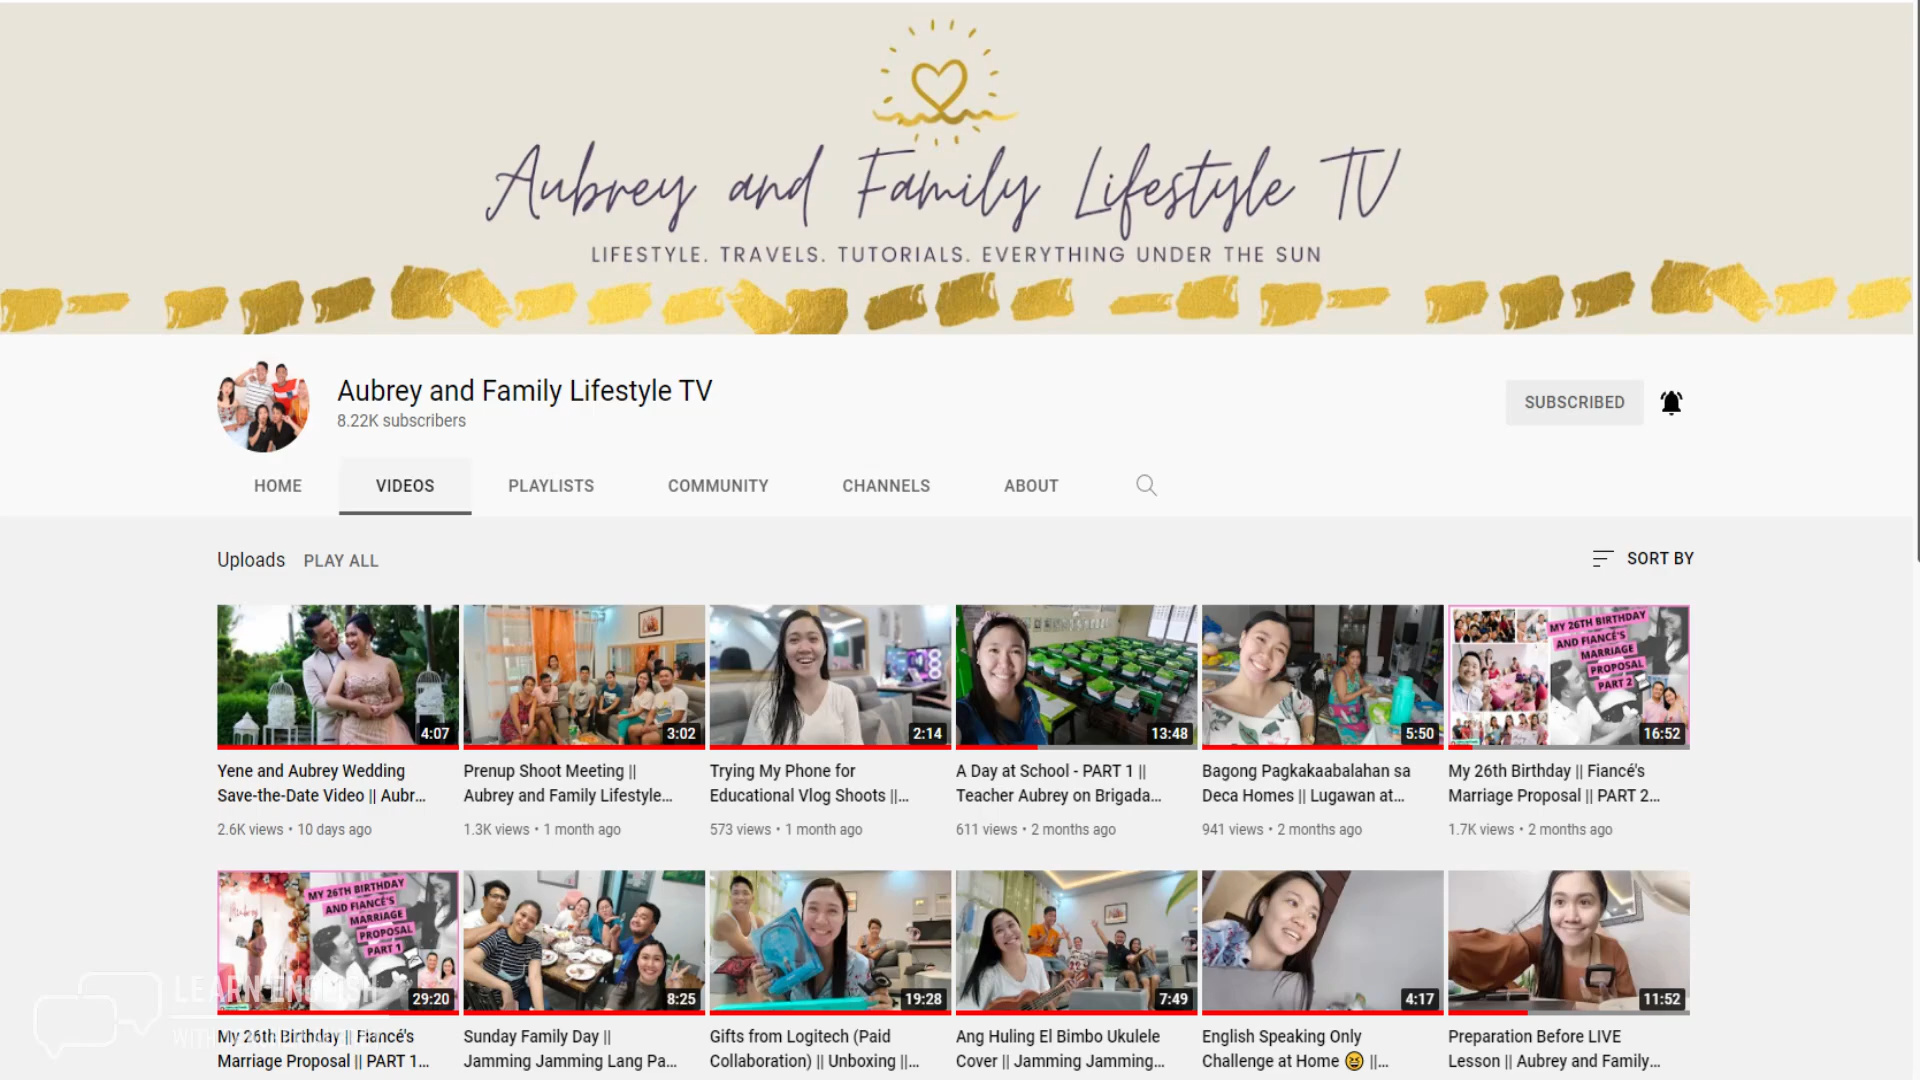 Aubrey and Family Lifestyle TV
LIFESTYLE. TRAVELS. TUTORIALS. EVERYTHING UNDER THE SUN
Aubrey and Family Lifestyle TV
8.22K subscribers
SUBSCRIBED
HOME VIDEOS PLAYLISTS COMMUNITY CHANNELS ABOUT
Uploads PLAY ALL
SORT BY
4:07
3:02
2:14
13:48
5:50
MY 26TH BIRTHDAY
AND FIANCÉ'S
MARRIAGE
PROPOSAL
PART 2
16:52
Yene and Aubrey Wedding
Save-the-Date Video || Aubr...
2.6K views • 10 days ago
Prenup Shoot Meeting ||
Aubrey and Family Lifestyle...
1.3K views • 1 month ago
Trying My Phone for
Educational Vlog Shoots ||...
573 views • 1 month ago
A Day at School - PART 1 ||
Teacher Aubrey on Brigada...
611 views • 2 months ago
Bagong Pagkakaabalahan sa
Deca Homes || Lugawan at...
941 views • 2 months ago
My 26th Birthday || Fiancé's
Marriage Proposal || PART 2...
1.7K views • 2 months ago
MY 26TH BIRTHDAY
AND FIANCÉ'S
MARRIAGE
PROPOSAL
PART 1
29:20
8:25
19:28
7:49
4:17
11:52
LEARN ENGLISH
WITH
My 26th Birthday || Fiancé's
Marriage Proposal || PART 1...
Sunday Family Day ||
Jamming Jamming Lang Pa...
Gifts from Logitech (Paid
Collaboration) || Unboxing ||...
Ang Huling El Bimbo Ukulele
Cover || Jamming Jamming...
English Speaking Only
Challenge at Home 😆 ||...
Preparation Before LIVE
Lesson || Aubrey and Family...